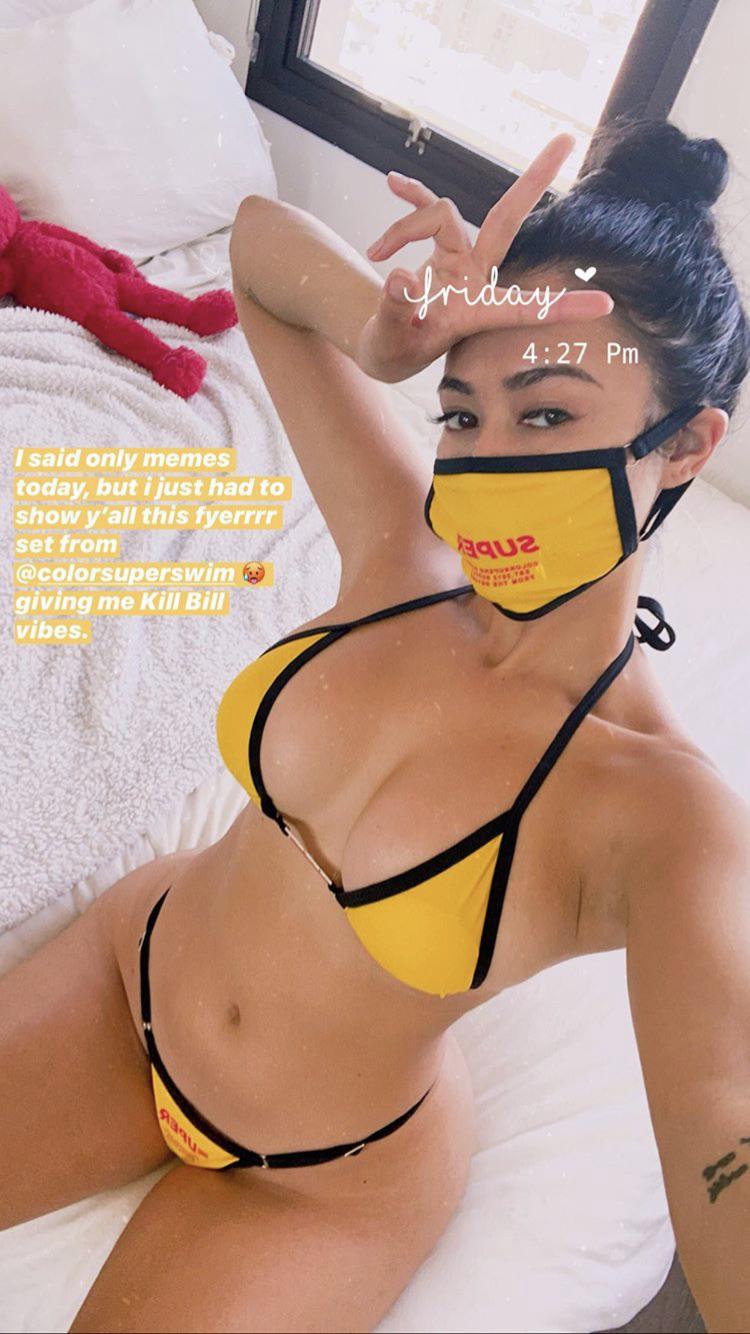 friday
4:27 Pm
I said only memes
today, but i just had to
show y’all this fyerrrr
set from
@colorsuperswim 🥵
giving me Kill Bill
vibes.
SUPER
SUPER